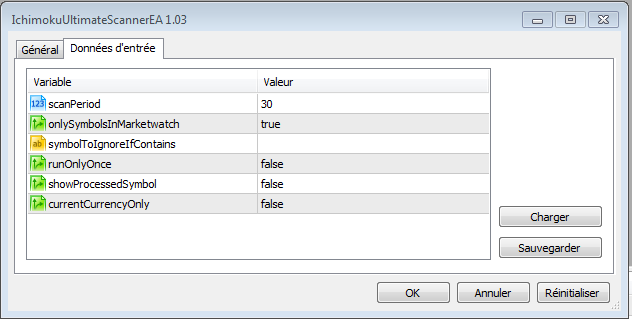 IchimokuUltimateScannerEA 1.03
Général Données d'entrée
Variable Valeur
123 scanPeriod 30
onlySymbolsInMarketwatch true
ab symbolToIgnoreIfContains
runOnlyOnce false
showProcessedSymbol false
currentCurrencyOnly false
Charger
Sauvegarder
OK Annuler Réinitialiser